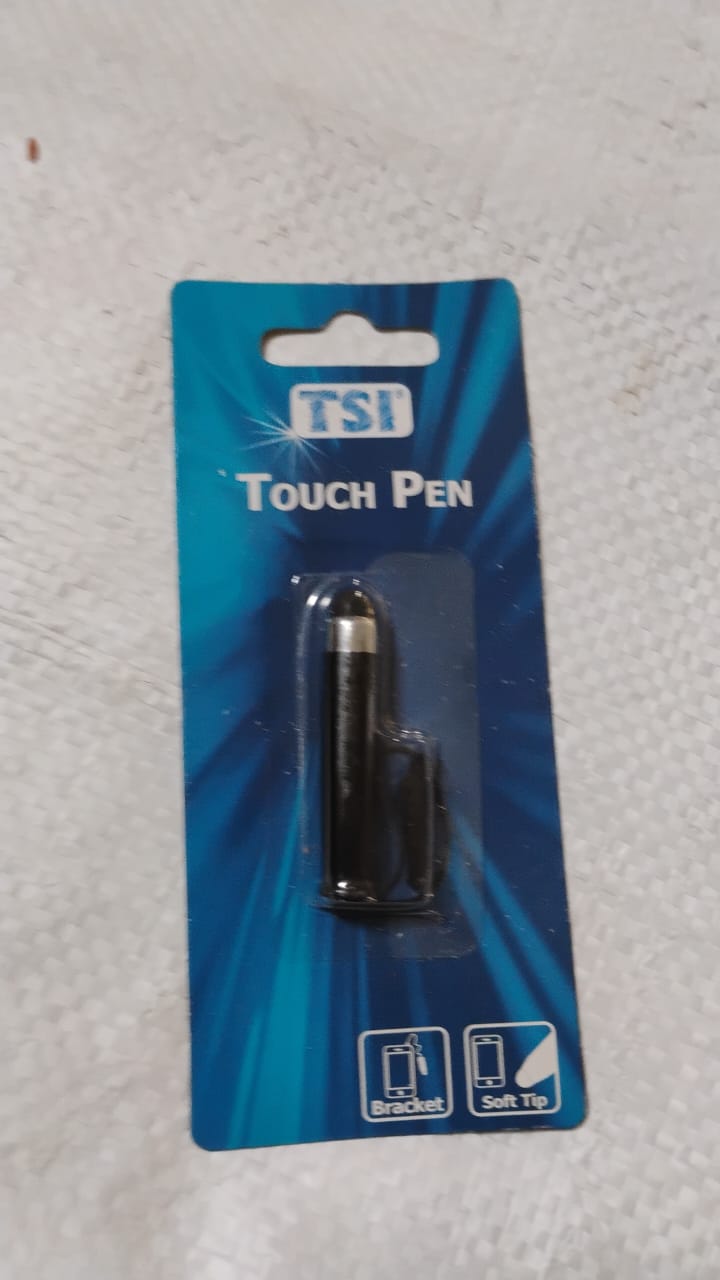 TSI®
TOUCH PEN
Bracket
Soft Tip